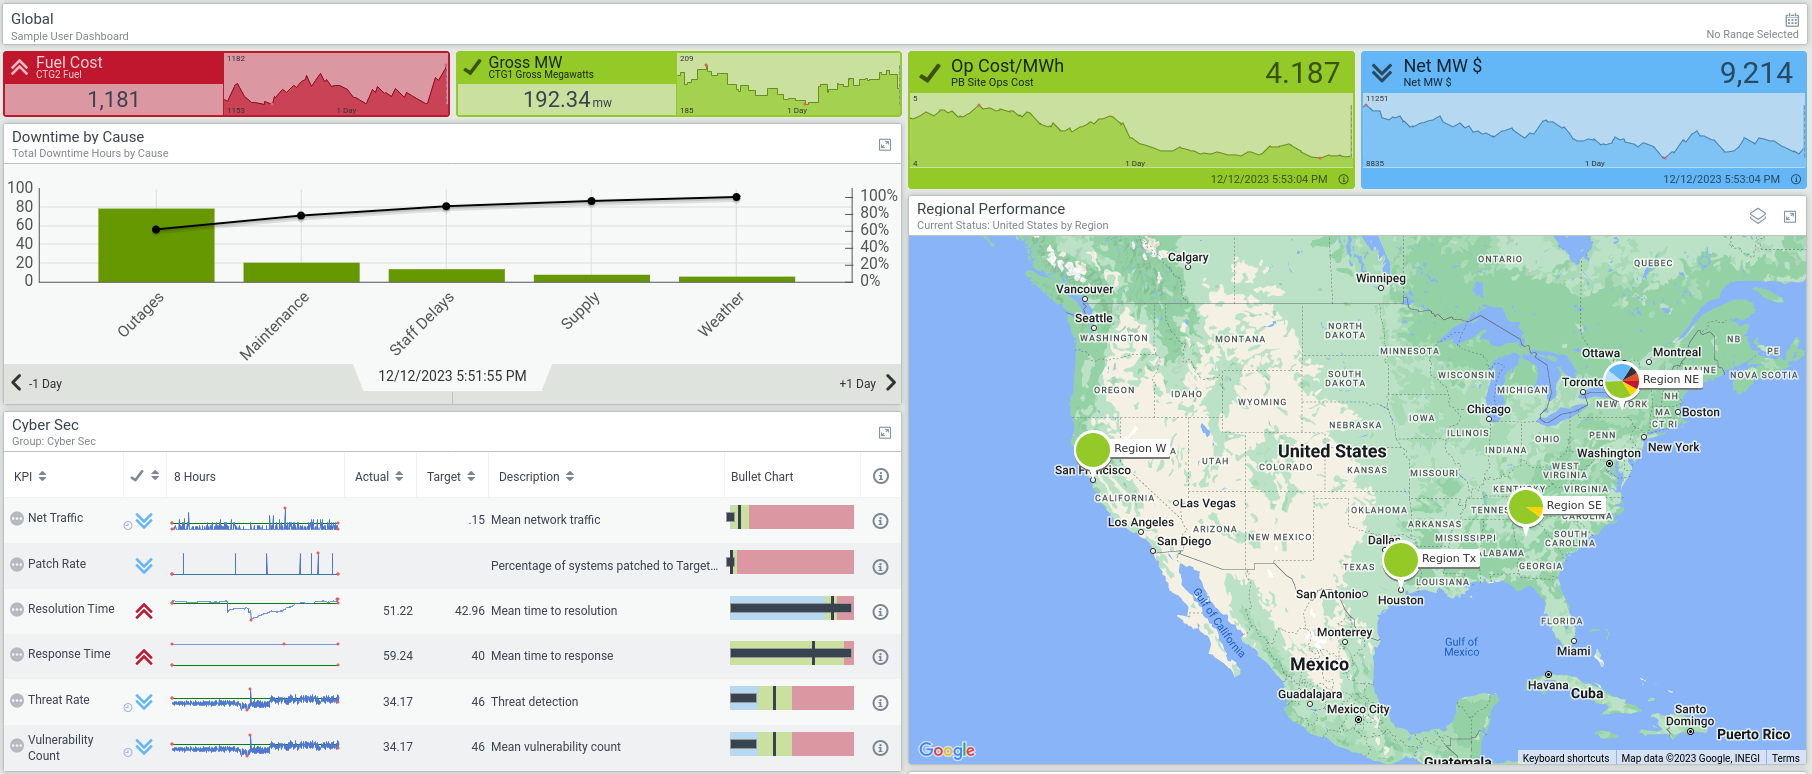 Global
Sample User Dashboard
No Range Selected
Fuel Cost
CTG2 Fuel
1,181
1182
1153
1 Day
Gross MW
CTG1 Gross Megawatts
192.34 mw
209
185
1 Day
Op Cost/MWh
PB Site Ops Cost
4.187
5
4
1 Day
12/12/2023 5:53:04 PM
Net MW $
Net MW $
9,214
11251
8835
1 Day
12/12/2023 5:53:04 PM
Downtime by Cause
Total Downtime Hours by Cause
100
80
60
40
20
0
100%
80%
60%
40%
20%
0%
Outages
Maintenance
Staff Delays
Supply
Weather
-1 Day
12/12/2023 5:51:55 PM
+1 Day
Cyber Sec
Group: Cyber Sec
KPI 8 Hours Actual Target Description Bullet Chart
Net Traffic .15 Mean network traffic
Patch Rate Percentage of systems patched to Target...
Resolution Time 51.22 42.96 Mean time to resolution
Response Time 59.24 40 Mean time to response
Threat Rate 34.17 46 Threat detection
Vulnerability
Count 34.17 46 Mean vulnerability count
Regional Performance
Current Status: United States by Region
Calgary
ONTARIO
QUEBEC
Winnipeg
Vancouver
Seattle
WASHINGTON
MONTANA
NORTH
DAKOTA
MINNESOTA
Ottawa
Montreal
NB
PE
NOVA SCOTIA
MAINE
OREGON
IDAHO
WYOMING
SOUTH
DAKOTA
WISCONSIN
MICHIGAN
Toronto
Region NE
NEW YORK
NH
MA
Boston
CT RI
Chicago
IOWA
NEBRASKA
ILLINOIS
INDIANA
OHIO
PENN
New York
Washington
Region W
San Francisco
UTAH
COLORADO
United States
KANSAS
MISSOURI
WEST
VIRGINIA
KENTUCKY
VIRGINIA
CALIFORNIA
Las Vegas
Los Angeles
ARIZONA
NEW MEXICO
OKLAHOMA
ARKANSAS
Region SE
CAROLINA
San Diego
Dallas
MISSISSIPPI
ALABAMA
SOUTH
CAROLINA
GEORGIA
TEXAS
Region Tx
LOUISIANA
San Antonio
Houston
Gulf of California
FLORIDA
Monterrey
Gulf of
Mexico
Miami
Mexico
Havana
Cuba
Guadalajara
Mexico City
Santo
Domingo
Puerto Rico
Guatemala
Google
Keyboard shortcuts
Map data ©2023 Google, INEGI
Terms